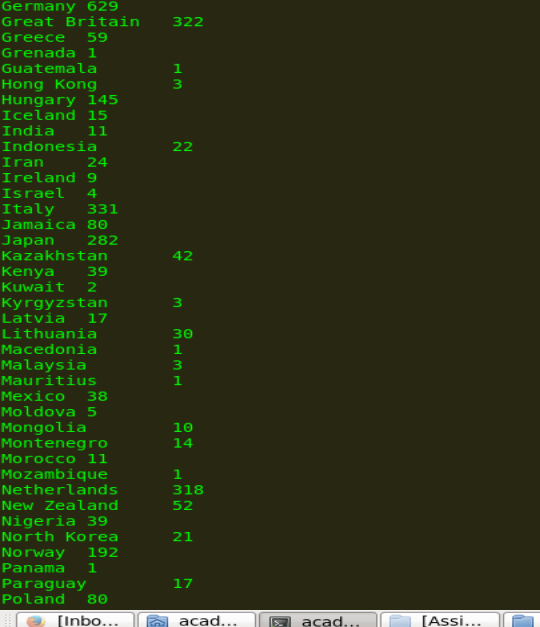 Germany 629
Great Britain 322
Greece 59
Grenada 1
Guatemala 1
Hong Kong 3
Hungary 145
Iceland 15
India 11
Indonesia 22
Iran 24
Ireland 9
Israel 4
Italy 331
Jamaica 80
Japan 282
Kazakhstan 42
Kenya 39
Kuwait 2
Kyrgyzstan 3
Latvia 17
Lithuania 30
Macedonia 1
Malaysia 3
Mauritius 1
Mexico 38
Moldova 5
Mongolia 10
Montenegro 14
Morocco 11
Mozambique 1
Netherlands 318
New Zealand 52
Nigeria 39
North Korea 21
Norway 192
Panama 1
Paraguay 17
Poland 80
[Inbo... acad... acad... [Assi...